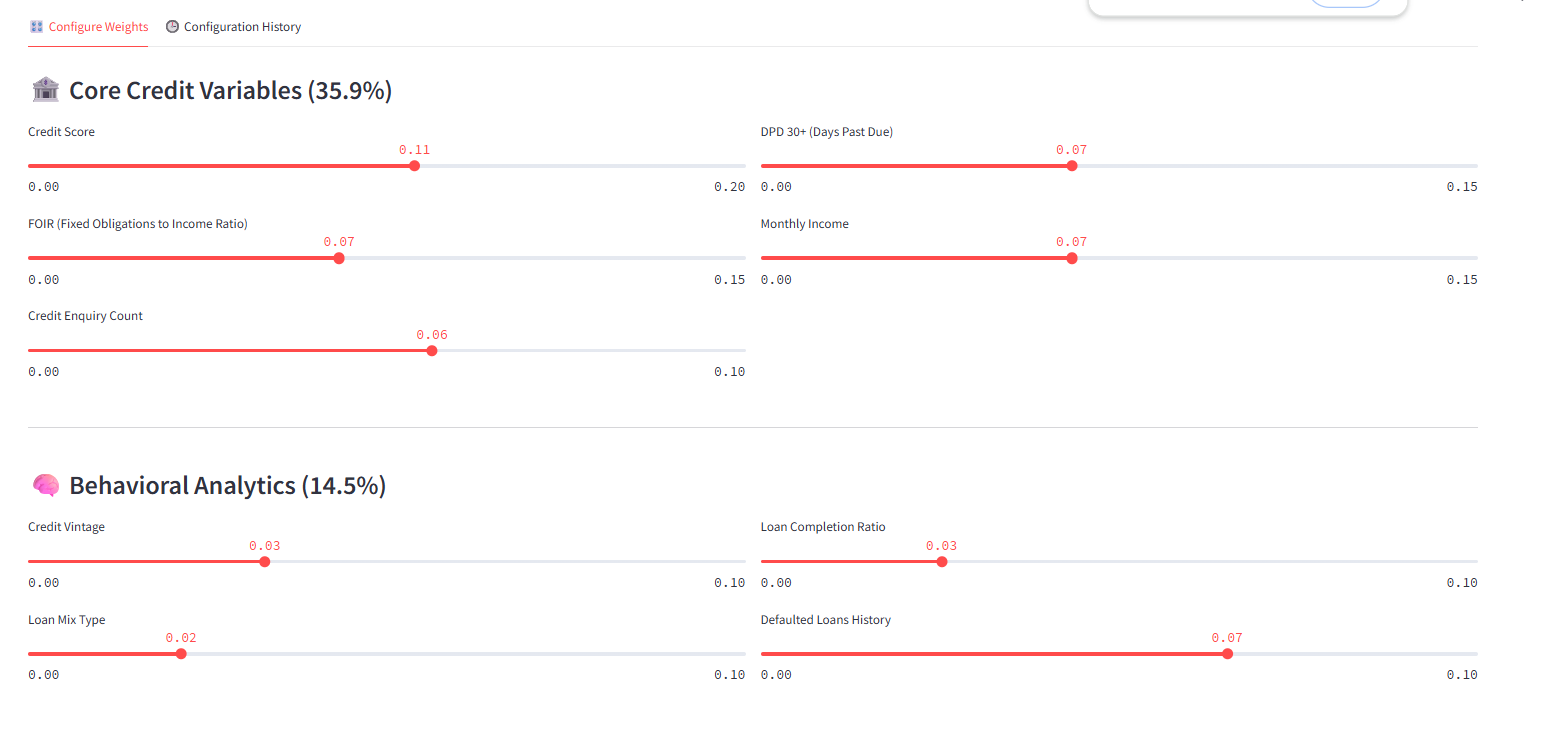 Configure Weights Configuration History
Core Credit Variables (35.9%)
Credit Score DPD 30+ (Days Past Due)
0.11 0.07
0.00 0.20 0.00 0.15
FOIR (Fixed Obligations to Income Ratio) Monthly Income
0.07 0.07
0.00 0.15 0.00 0.15
Credit Enquiry Count
0.06
0.00 0.10
Behavioral Analytics (14.5%)
Credit Vintage Loan Completion Ratio
0.03 0.03
0.00 0.10 0.00 0.10
Loan Mix Type Defaulted Loans History
0.02 0.07
0.00 0.10 0.00 0.10